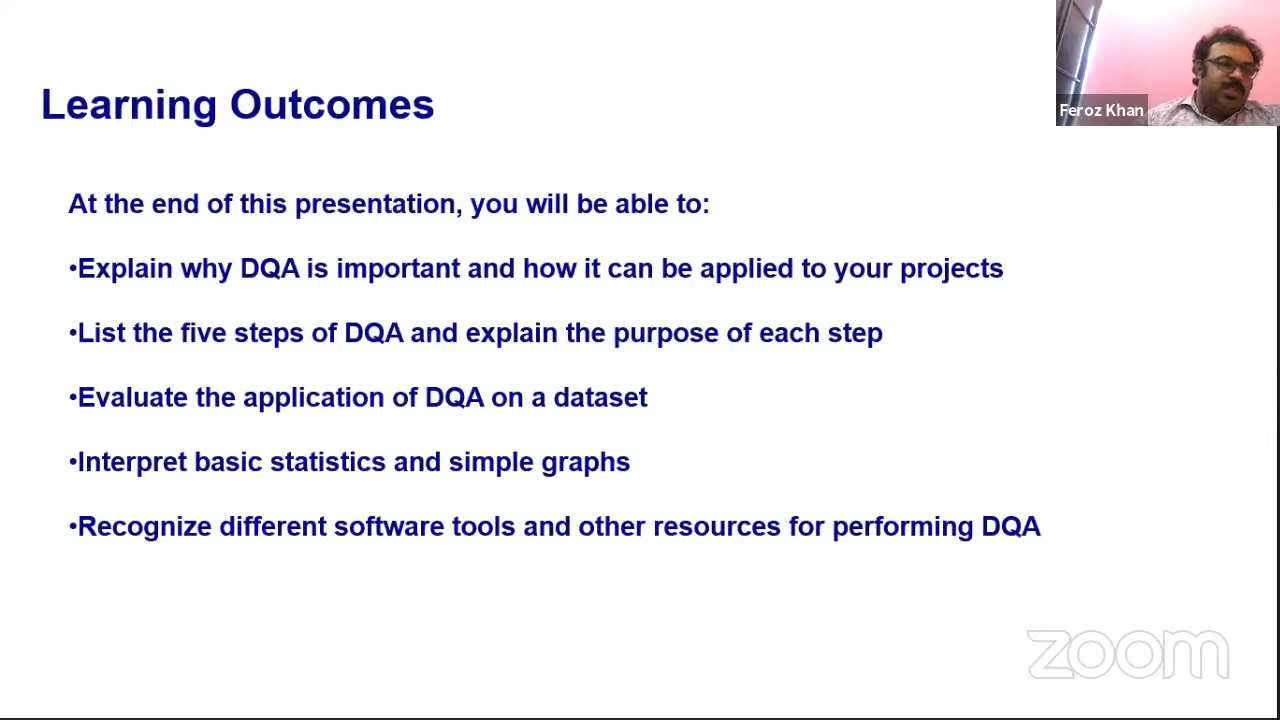 Learning Outcomes
Feroz Khan
At the end of this presentation, you will be able to:
•Explain why DQA is important and how it can be applied to your projects
•List the five steps of DQA and explain the purpose of each step
•Evaluate the application of DQA on a dataset
•Interpret basic statistics and simple graphs
•Recognize different software tools and other resources for performing DQA
zoom